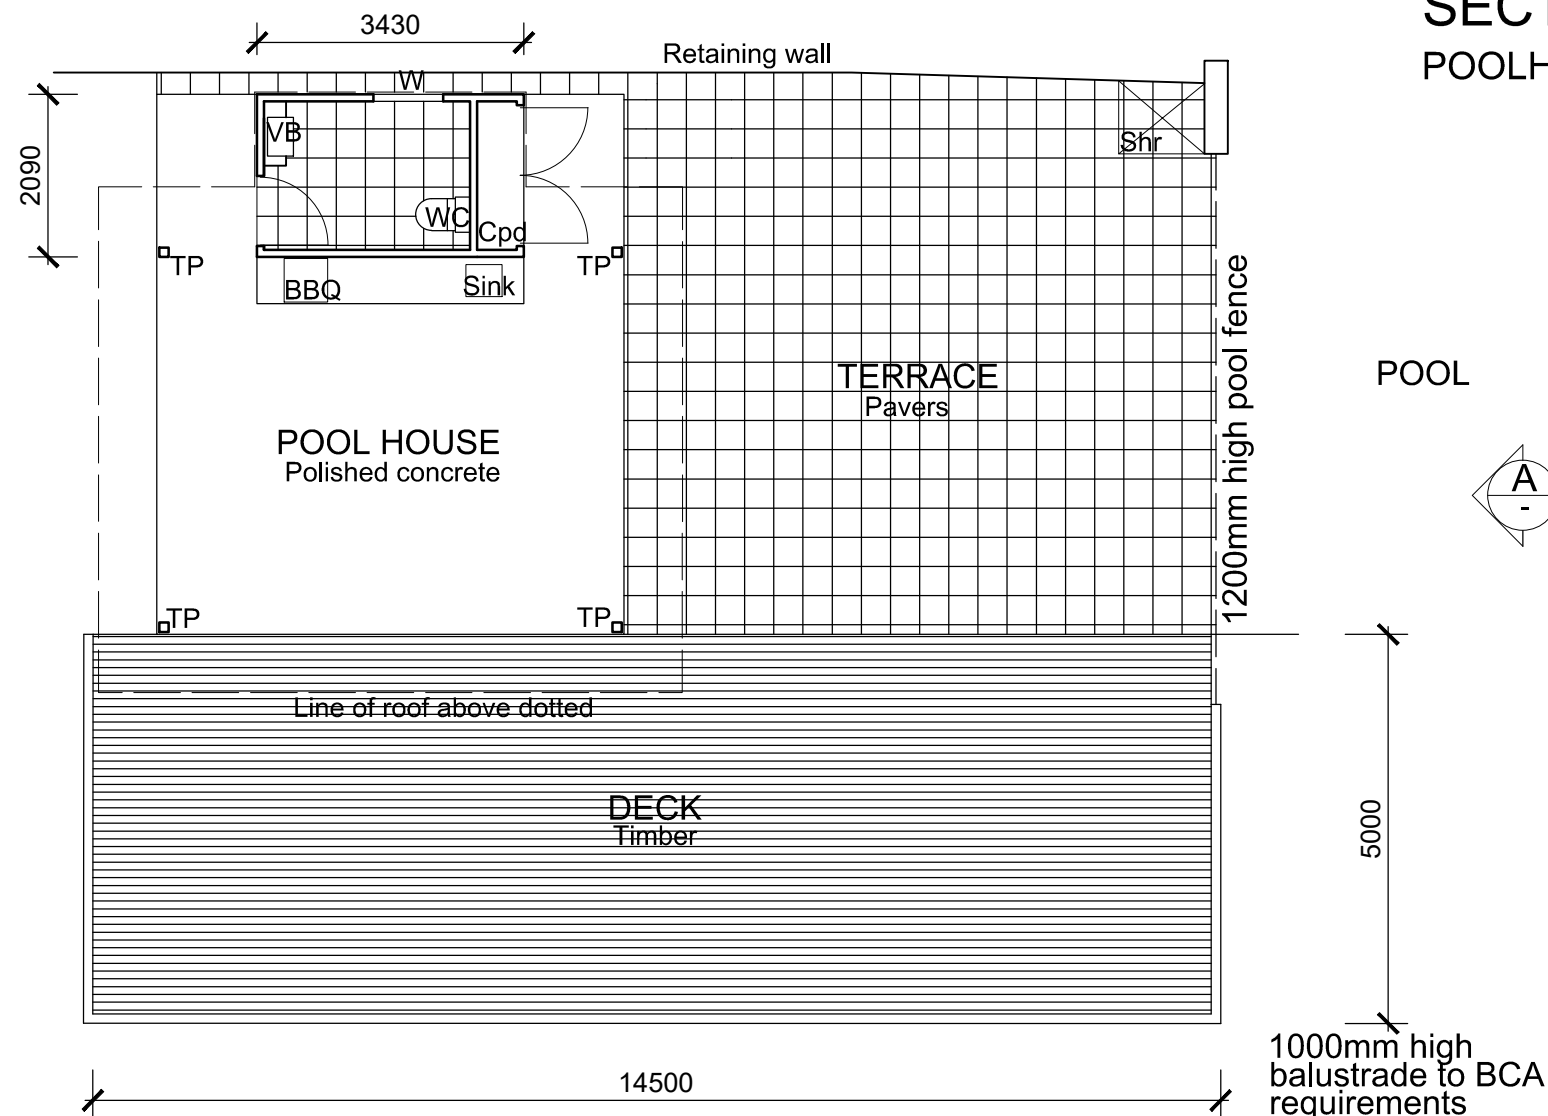 SECT
POOLH
3430
Retaining wall
W
VB
Shr
2090
WC
Cpd
TP
TP
BBQ
Sink
1200mm high pool fence
TERRACE
Pavers
POOL
POOL HOUSE
Polished concrete
A
-
TP
TP
Line of roof above dotted
DECK
Timber
5000
1000mm high
balustrade to BCA
requirements
14500